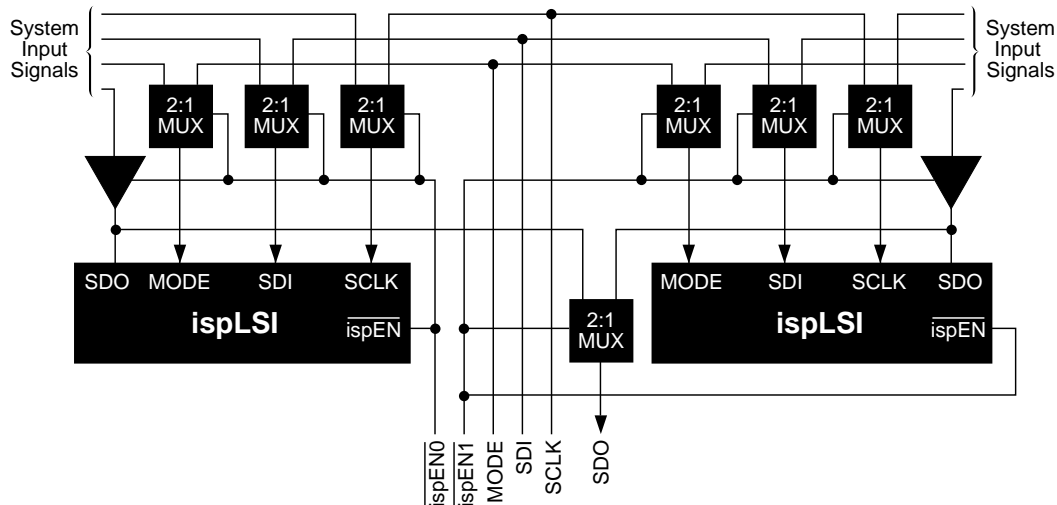 System
Input
Signals
System
Input
Signals
2:1
MUX
2:1
MUX
2:1
MUX
2:1
MUX
2:1
MUX
2:1
MUX
SDO MODE SDI SCLK
ispLSI
ispEN
2:1
MUX
MODE SDI SCLK SDO
ispLSI
ispEN
ispEN0
ispEN1
MODE
SDI
SCLK
SDO